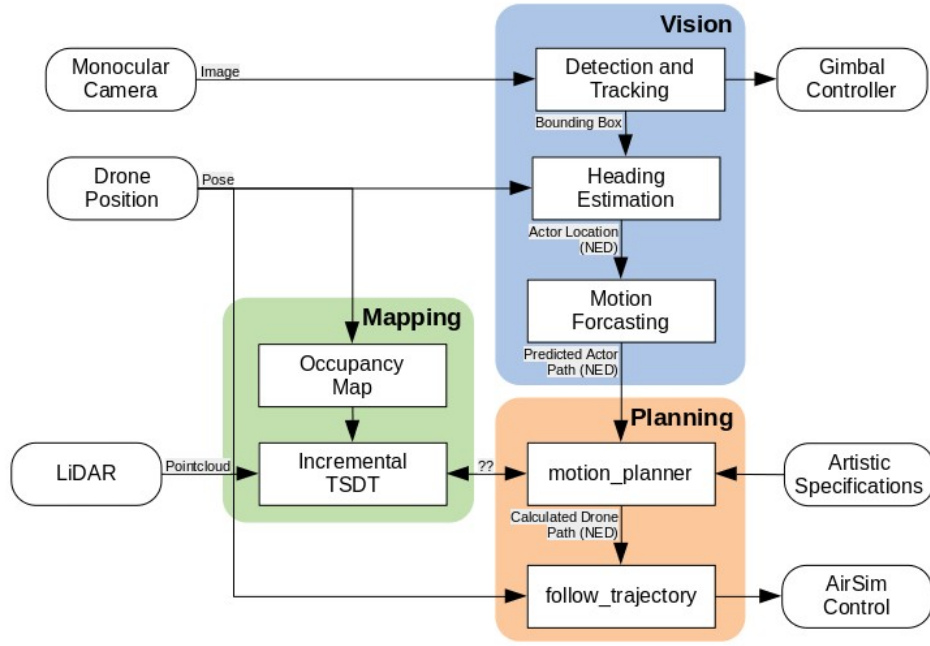 Vision
Monocular
Camera
Image
Detection and
Tracking
Gimbal
Controller
Bounding Box
Drone
Position
Pose
Heading
Estimation
Actor Location
(NED)
Motion
Forcasting
Predicted Actor
Path (NED)
Mapping
Occupancy
Map
Planning
LiDAR
Pointcloud
Incremental
TSDT
??
motion_planner
Artistic
Specifications
Calculated Drone
Path (NED)
follow_trajectory
AirSim
Control